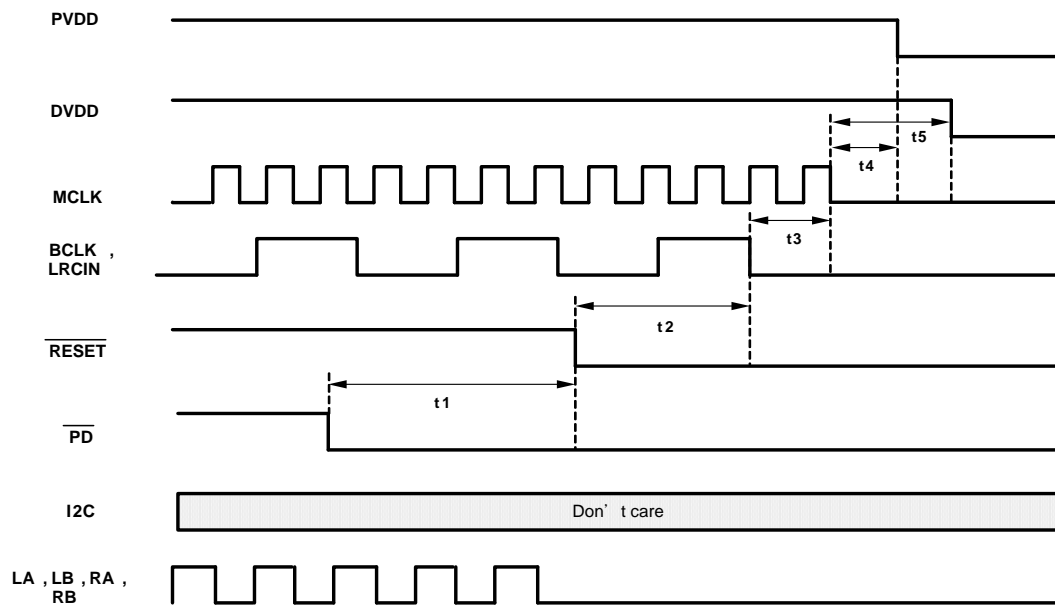 PVDD
DVDD
t5
t4
MCLK
t3
BCLK ,
LRCIN
t2
RESET
t1
PD
I2C
Don’ t care
LA , LB , RA ,
RB